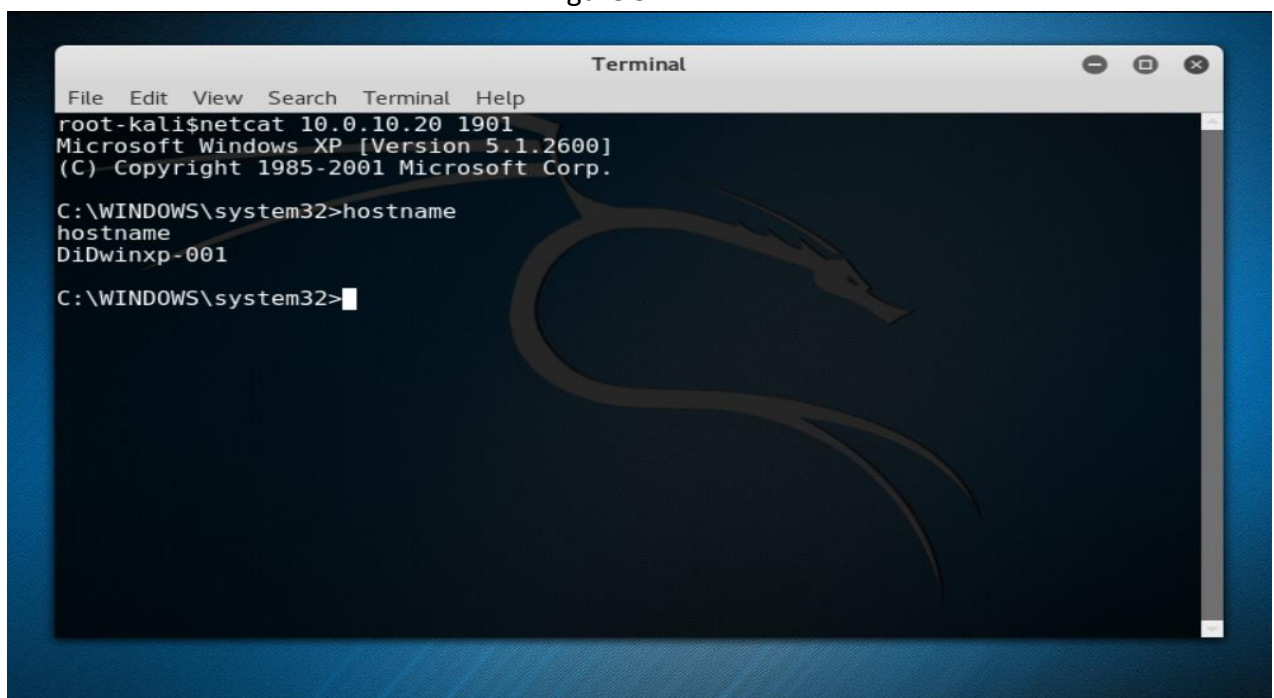 Terminal
File Edit View Search Terminal Help
root-kali$netcat 10.0.10.20 1901
Microsoft Windows XP [Version 5.1.2600]
(C) Copyright 1985-2001 Microsoft Corp.
C:\WINDOWS\system32>hostname
hostname
DiDwinxp-001
C:\WINDOWS\system32>